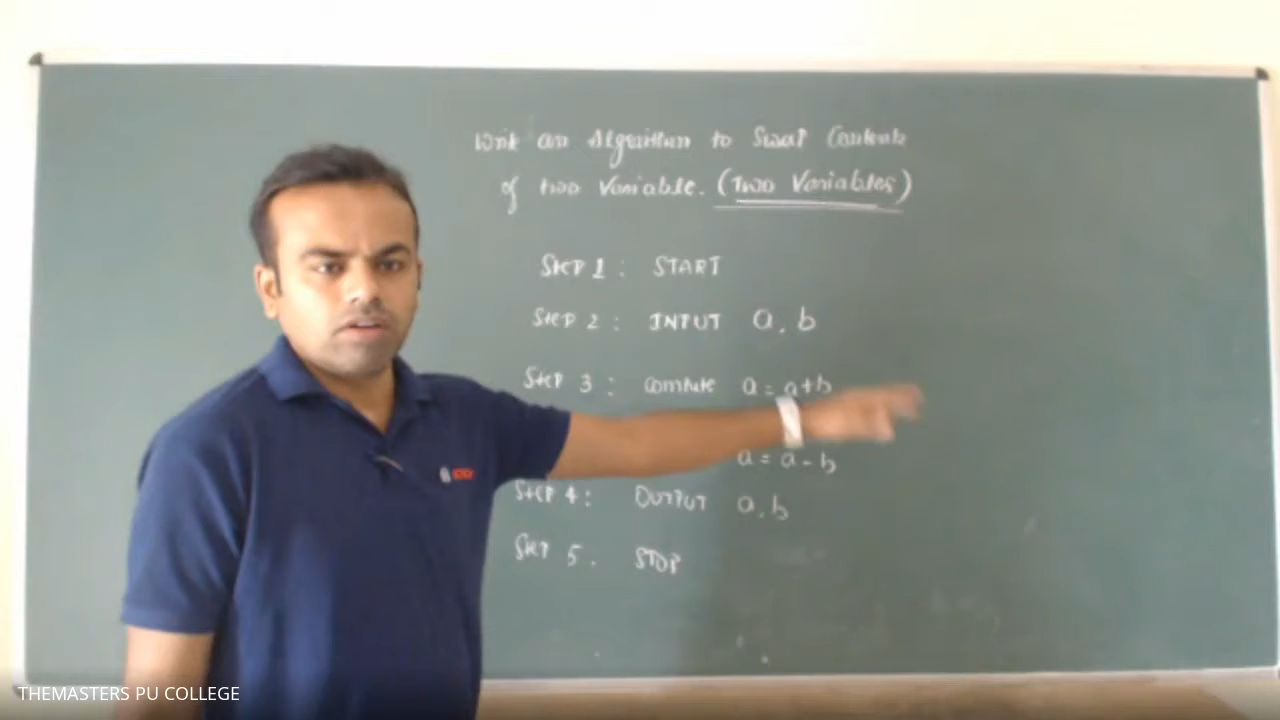 Write an Algorithm to Swap Contents
of two Variable. (Two Variables)
STEP 1 : START
STEP 2 : INPUT a, b
STEP 3 : Compute a = a+b
a = a - b
STEP 4 : OUTPUT a, b
STEP 5. STOP
THEMASTERS PU COLLEGE